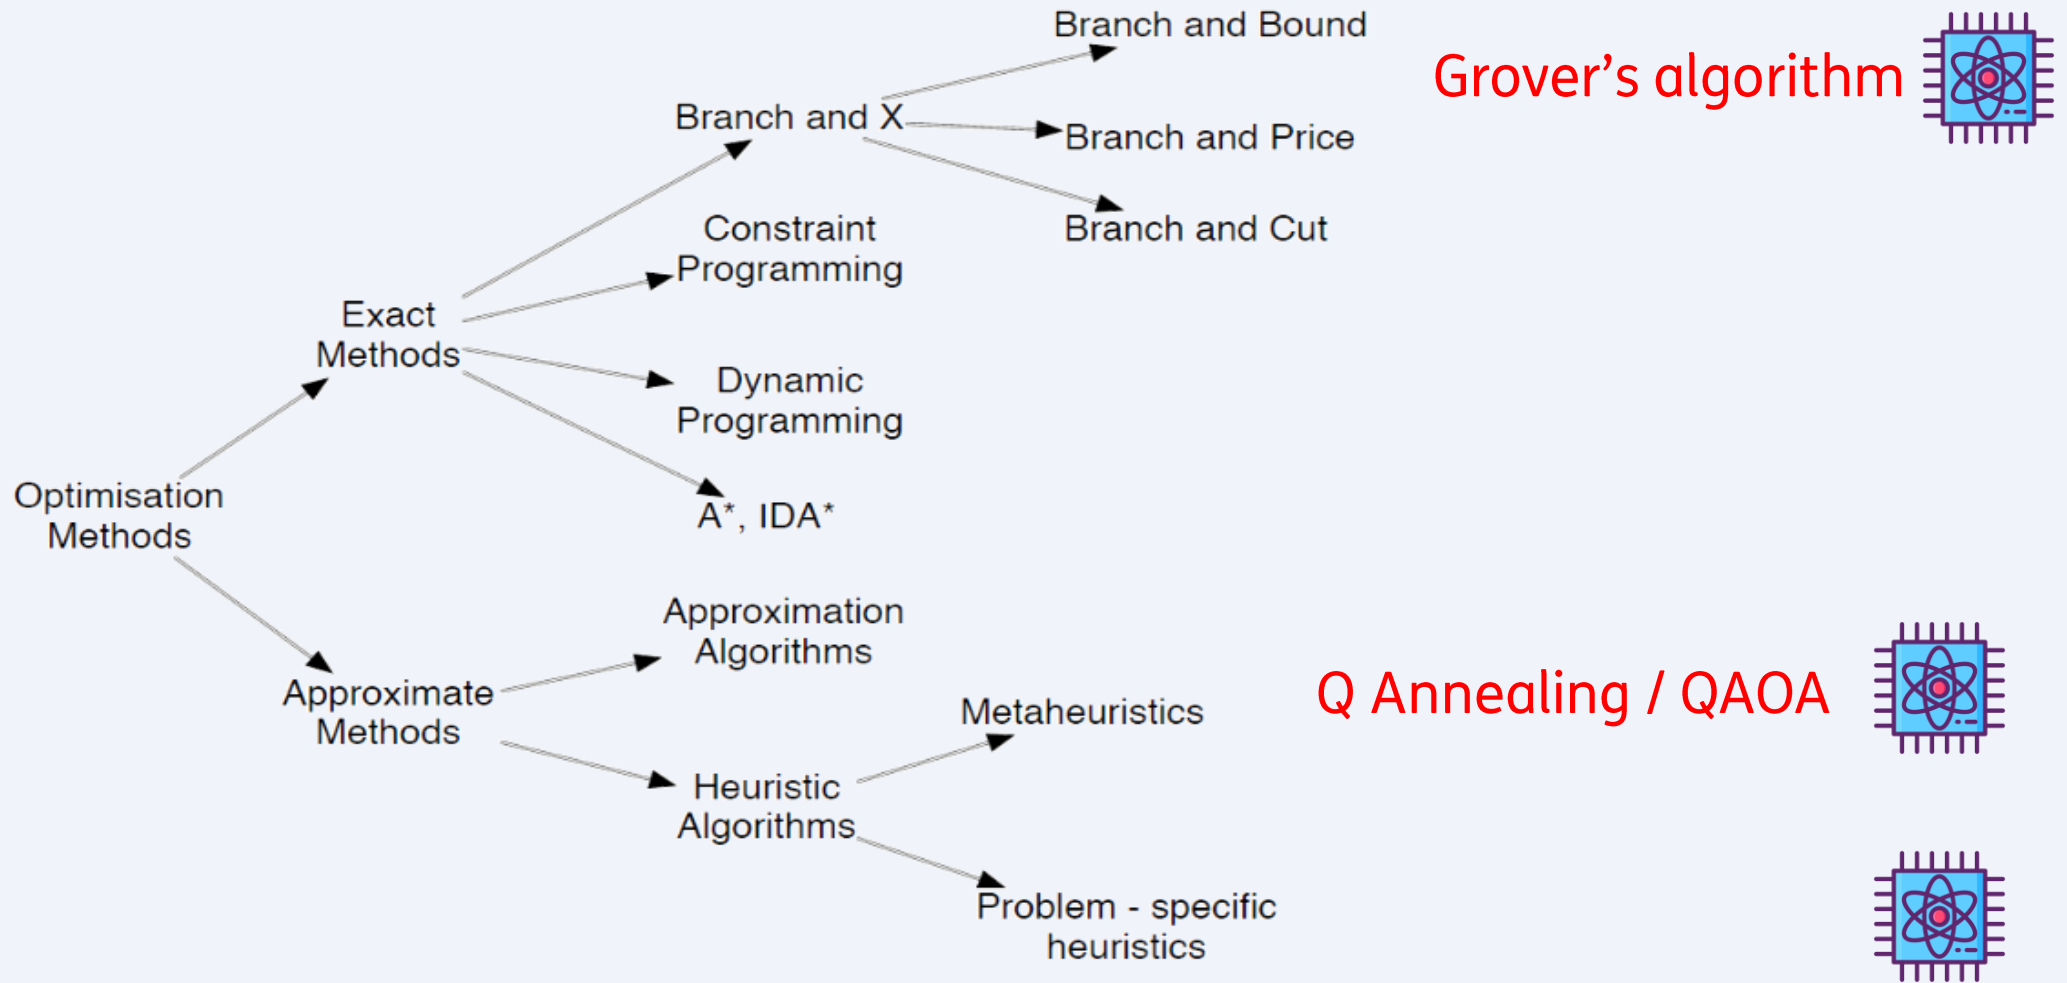 Branch and Bound
Grover's algorithm
Branch and X
Branch and Price
Constraint
Programming
Branch and Cut
Exact
Methods
Dynamic
Programming
Optimisation
Methods
A*, IDA*
Approximation
Algorithms
Approximate
Methods
Metaheuristics
Q Annealing / QAOA
Heuristic
Algorithms
Problem - specific
heuristics